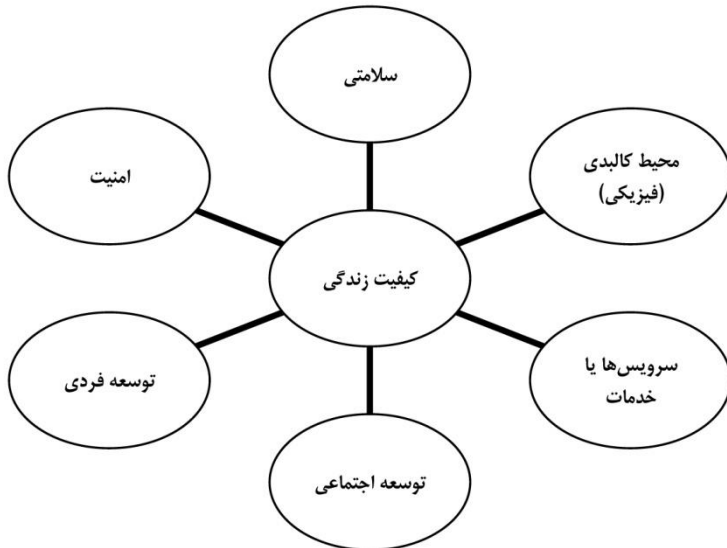 سلامتی
محیط کالبدی
(فیزیکی)
امنیت
کیفیت زندگی
سرویس‌ها یا
خدمات
توسعه فردی
توسعه اجتماعی